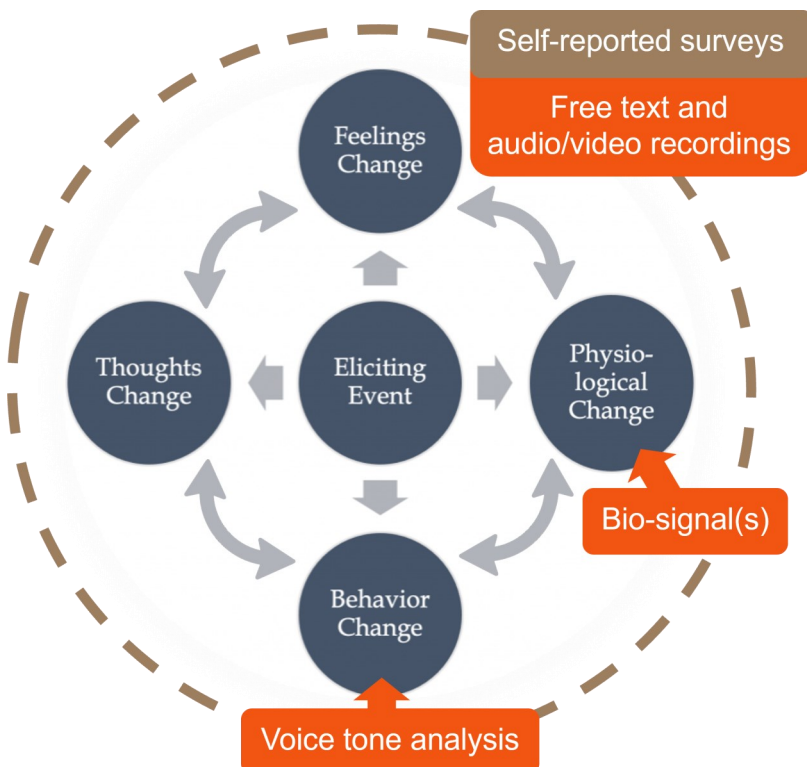 Self-reported surveys
Free text and
audio/video recordings
Feelings
Change
Thoughts
Change
Eliciting
Event
Physio-
logical
Change
Bio-signal(s)
Behavior
Change
Voice tone analysis